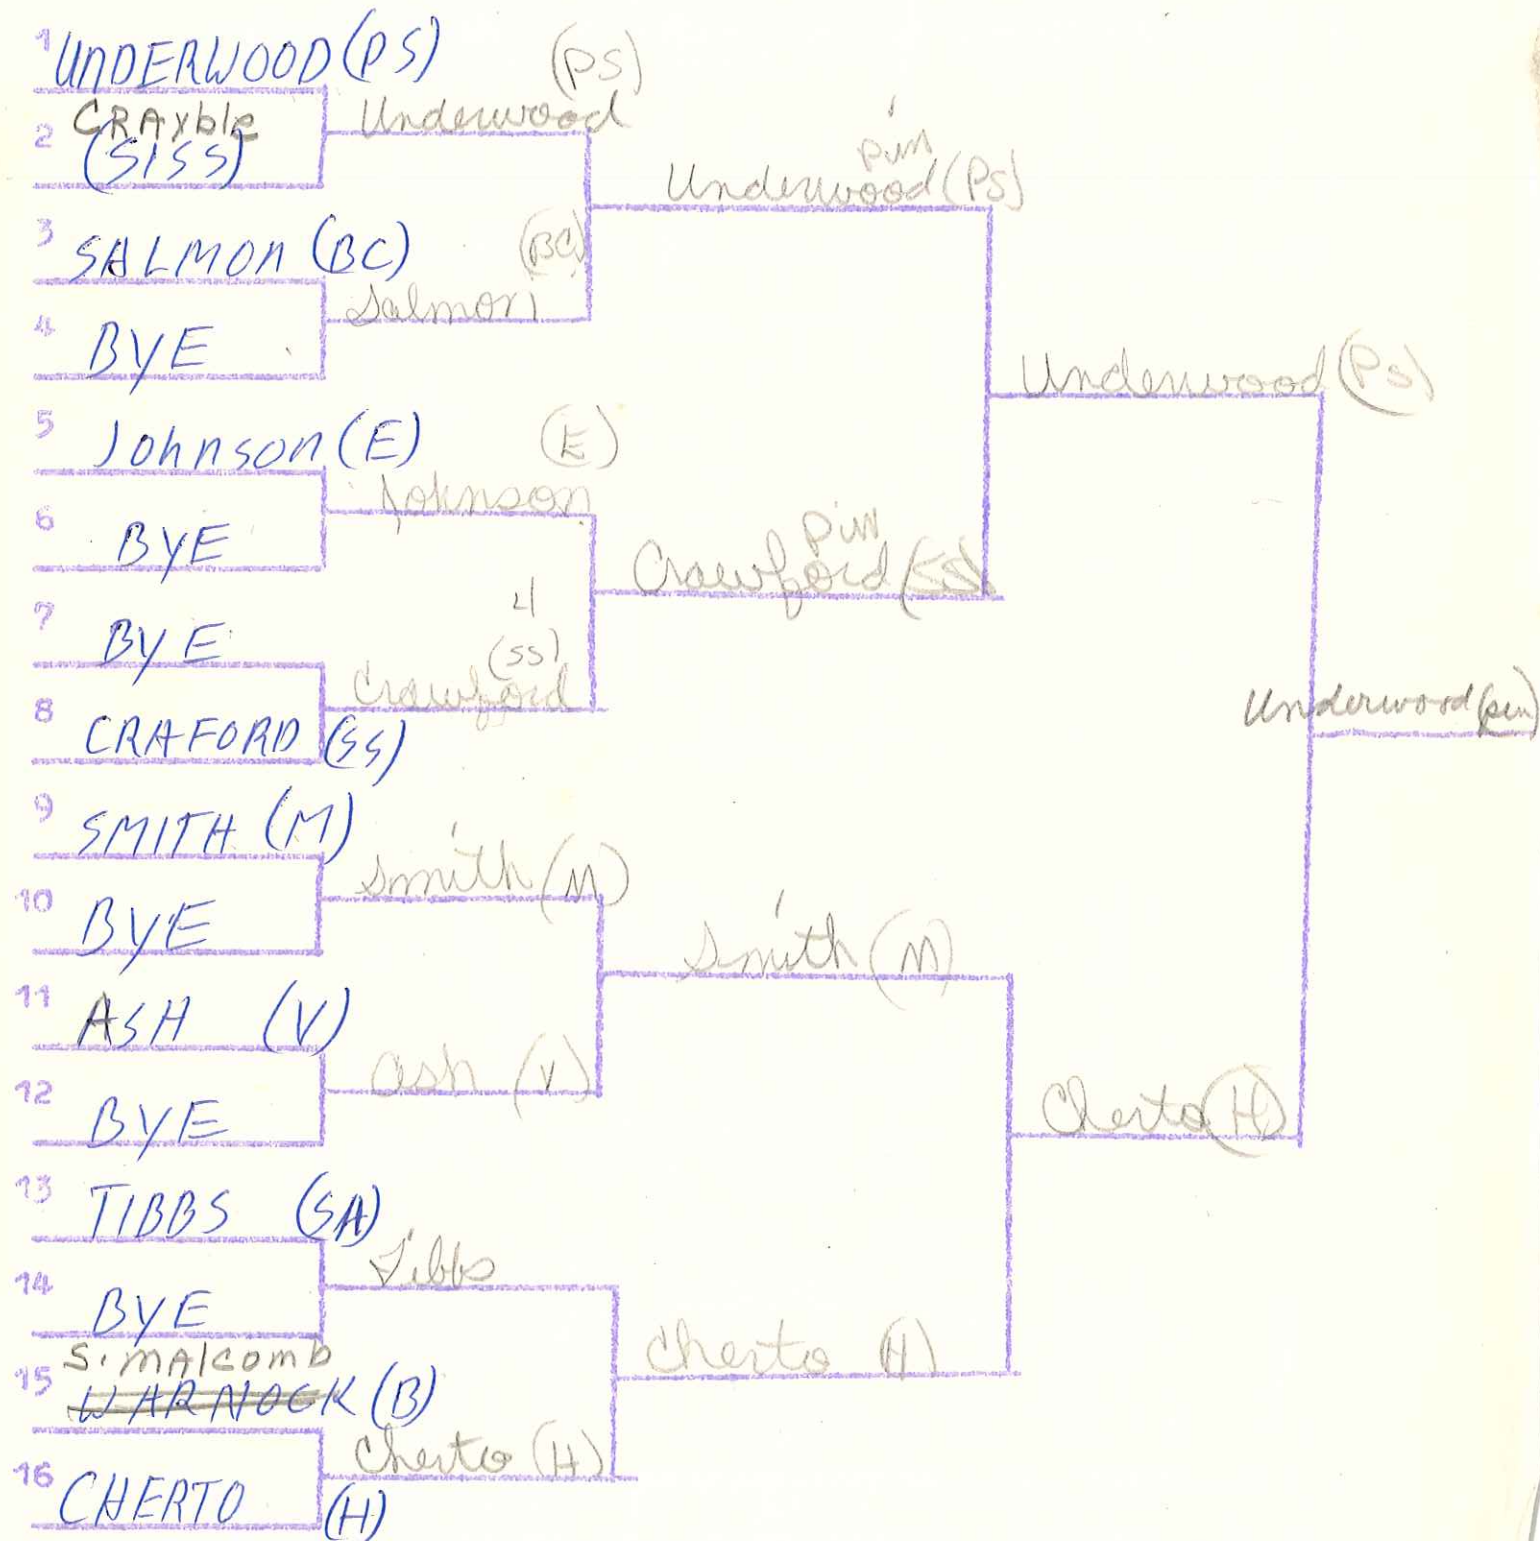 1 UNDERWOOD (PS)
(PS)
CRAyble
Underwood
2 (SISS)
pin
Underwood (PS)
3 SALMON (BC)
(BC)
Salmon
4 BYE
Underwood (PS)
5 Johnson (E)
(E)
Johnson
6 BYE
pin
Crawford (SS)
7 BYE
4
(SS)
Crawford
8 CRAFORD (SS)
Underwood (pin)
9 SMITH (M)
Smith (M)
10 BYE
Smith (M)
11 ASH (V)
Ash (V)
12 BYE
Cherto (H)
13 TIBBS (SA)
Tibbs
14 BYE
S. MAlcomb
Cherto (H)
15 WARNOCK (B)
Cherto (H)
16 CHERTO (H)